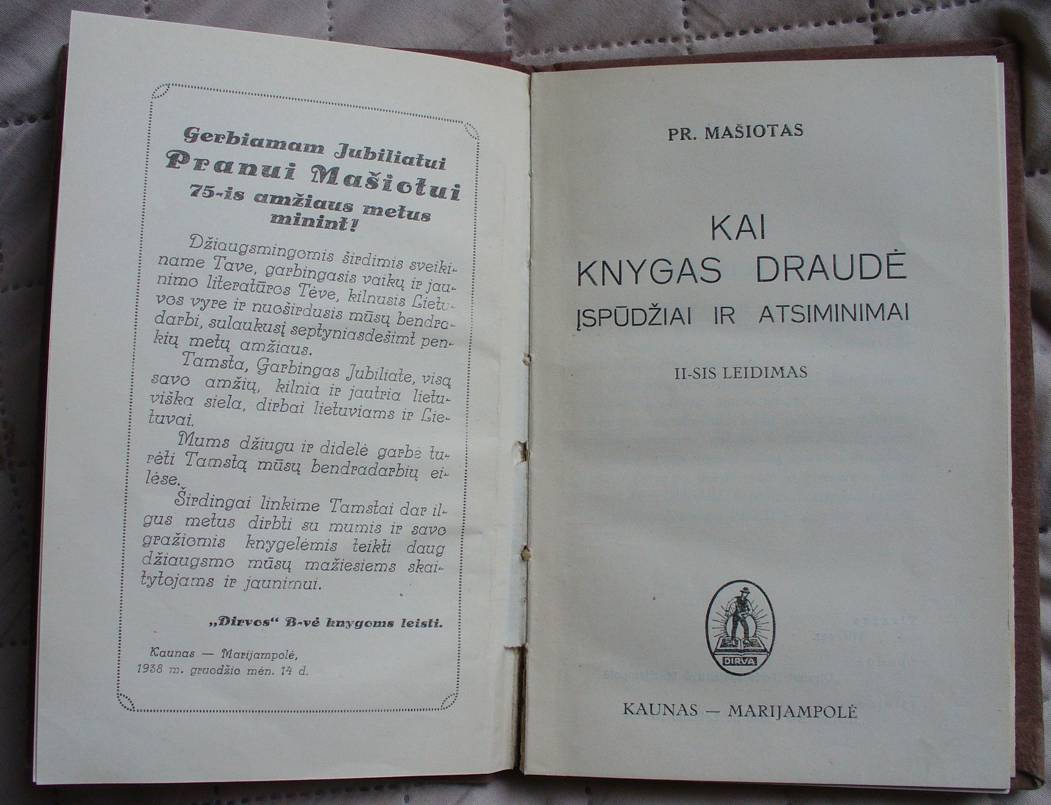 Gerbiamam Jubiliatui
Pranui Mašiotui
75-is amžiaus metus
minint!
Džiaugsmingomis širdimis sveiki-
name Tave, garbingasis vaikų ir jau-
nimo literatūros Tėve, kilnusis Lietu-
vos vyre ir nuoširdusis mūsų bendra-
darbi, sulaukusį septyniasdešimt pen-
kių metų amžiaus.
Tamsta, Garbingas Jubiliate, visą
savo amžių, kilnia ir jautria lietu-
viška siela, dirbai lietuviams ir Lie-
tuvai.
Mums džiugu ir didelė garbė tu-
rėti Tamstą mūsų bendradarbių ei-
lėse.
Širdingai linkime Tamstai dar il-
gus metus dirbti su mumis ir savo
gražiomis knygelėmis teikti daug
džiaugsmo mūsų mažiesiems skai-
tytojams ir jaunimui.
„Dirvos“ B-vė knygoms leisti.
Kaunas — Marijampolė,
1938 m. gruodžio mėn. 14 d.
PR. MAŠIOTAS
KAI
KNYGAS DRAUDĖ
ĮSPŪDŽIAI IR ATSIMINIMAI
II-SIS LEIDIMAS
DIRVA
KAUNAS — MARIJAMPOLĖ